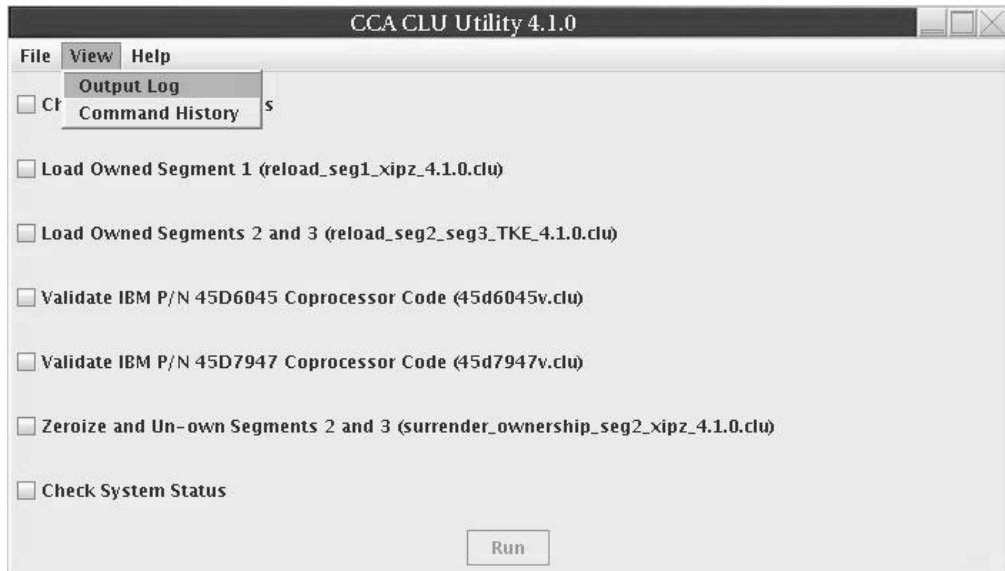 CCA CLU Utility 4.1.0
File View Help
Output Log
Command History
Load Owned Segment 1 (reload_seg1_xipz_4.1.0.clu)
Load Owned Segments 2 and 3 (reload_seg2_seg3_TKE_4.1.0.clu)
Validate IBM P/N 45D6045 Coprocessor Code (45d6045v.clu)
Validate IBM P/N 45D7947 Coprocessor Code (45d7947v.clu)
Zeroize and Un-own Segments 2 and 3 (surrender_ownership_seg2_xipz_4.1.0.clu)
Check System Status
Run